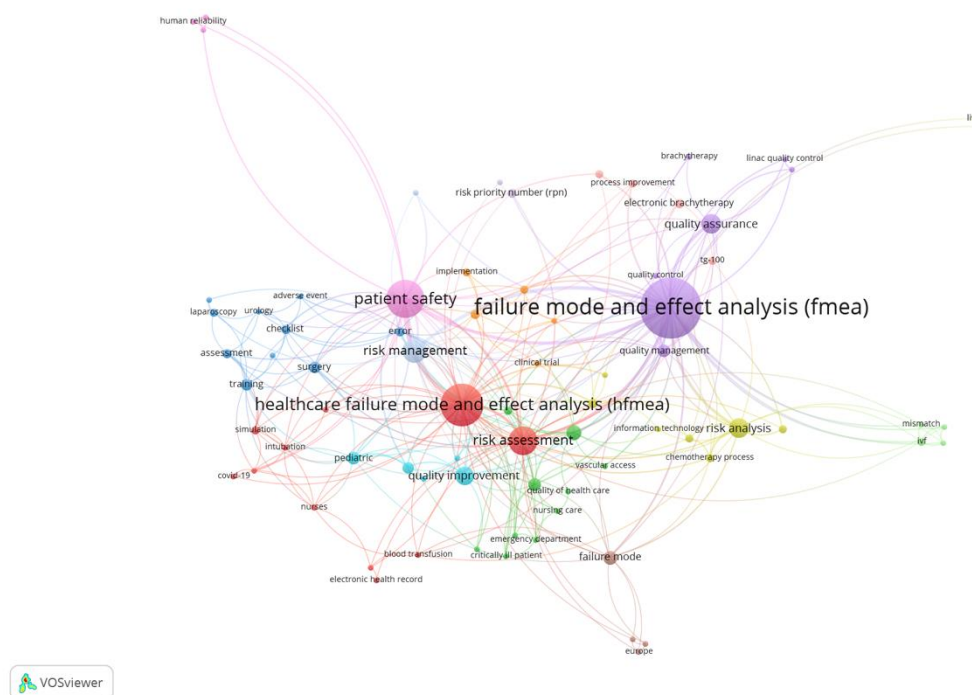 human reliability
li
brachytherapy
linac quality control
process improvement
risk priority number (rpn)
electronic brachytherapy
quality assurance
tg-100
implementation
quality control
adverse event
patient safety
failure mode and effect analysis (fmea)
laparoscopy
urology
checklist
error
assessment
risk management
quality management
surgery
clinical trial
training
healthcare failure mode and effect analysis (hfmea)
mismatch
simulation
information technology
risk analysis
risk assessment
ivf
intubation
pediatric
chemotherapy process
vascular access
covid-19
quality improvement
quality of health care
nurses
nursing care
emergency department
blood transfusion
critically ill patient
failure mode
electronic health record
europe
VOSviewer